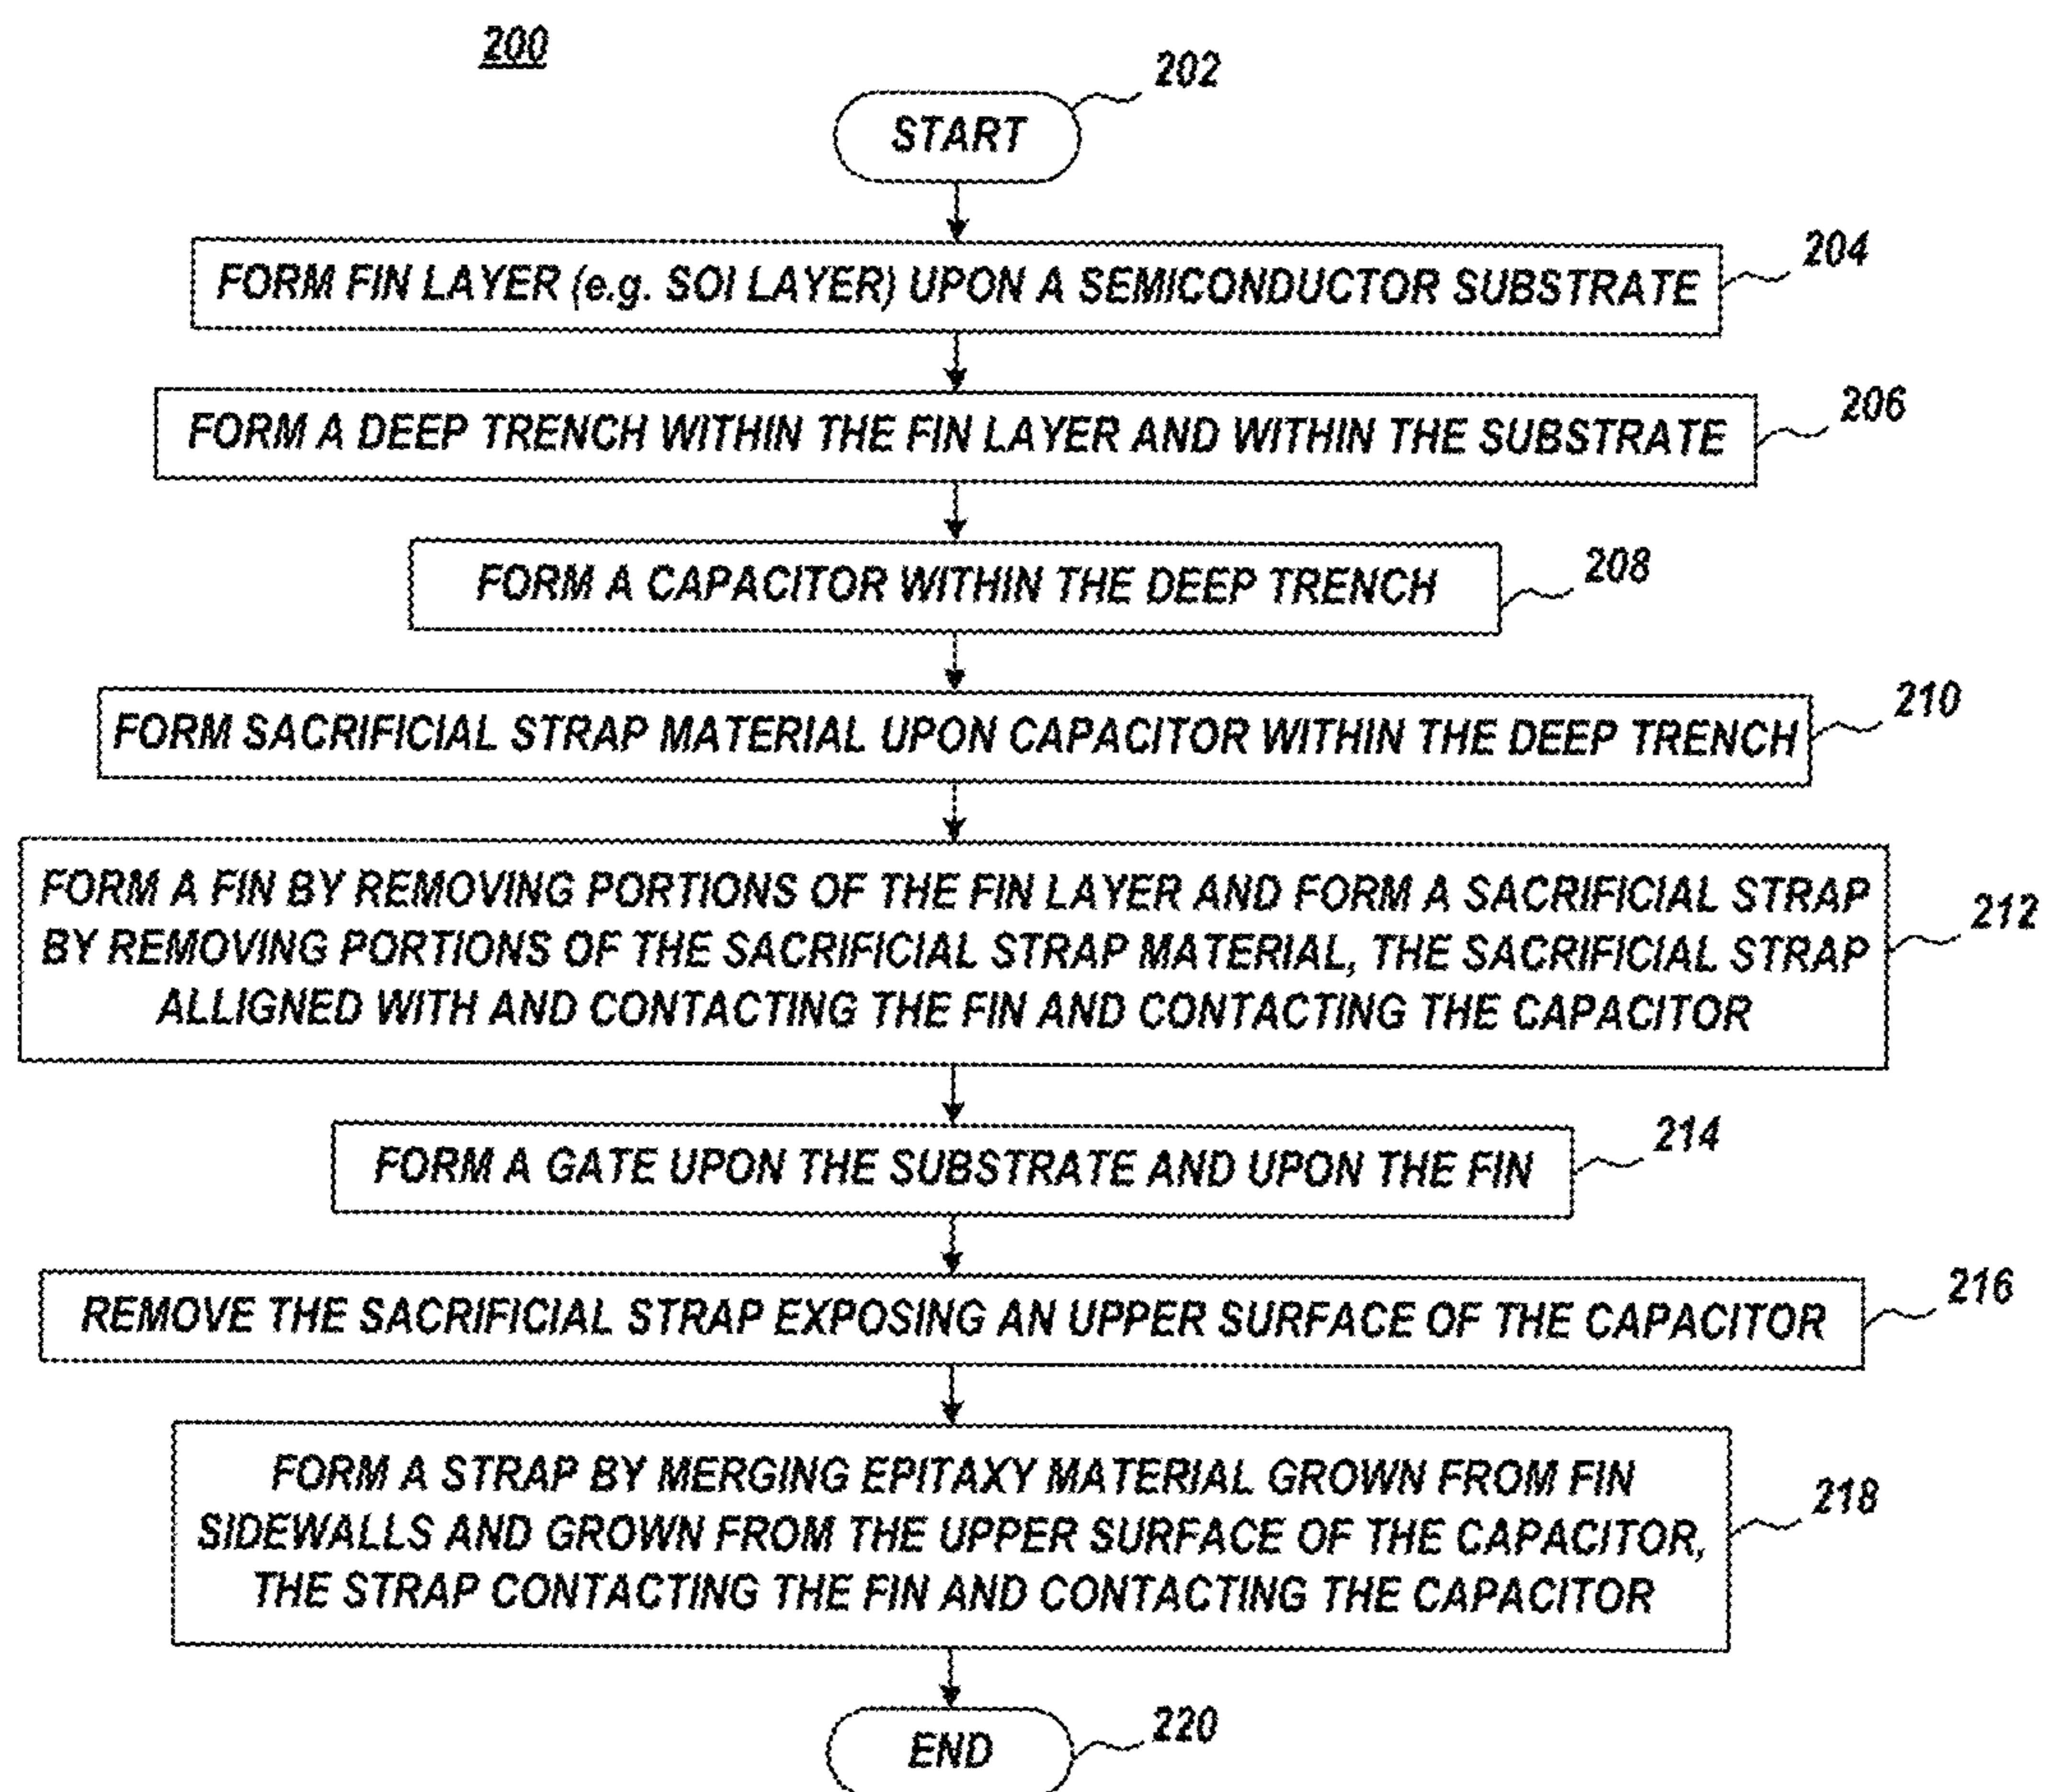 200
202
START
204
FORM FIN LAYER (e.g. SOI LAYER) UPON A SEMICONDUCTOR SUBSTRATE
206
FORM A DEEP TRENCH WITHIN THE FIN LAYER AND WITHIN THE SUBSTRATE
208
FORM A CAPACITOR WITHIN THE DEEP TRENCH
210
FORM SACRIFICIAL STRAP MATERIAL UPON CAPACITOR WITHIN THE DEEP TRENCH
212
FORM A FIN BY REMOVING PORTIONS OF THE FIN LAYER AND FORM A SACRIFICIAL STRAP
BY REMOVING PORTIONS OF THE SACRIFICIAL STRAP MATERIAL, THE SACRIFICIAL STRAP
ALLIGNED WITH AND CONTACTING THE FIN AND CONTACTING THE CAPACITOR
214
FORM A GATE UPON THE SUBSTRATE AND UPON THE FIN
216
REMOVE THE SACRIFICIAL STRAP EXPOSING AN UPPER SURFACE OF THE CAPACITOR
218
FORM A STRAP BY MERGING EPITAXY MATERIAL GROWN FROM FIN
SIDEWALLS AND GROWN FROM THE UPPER SURFACE OF THE CAPACITOR,
THE STRAP CONTACTING THE FIN AND CONTACTING THE CAPACITOR
220
END